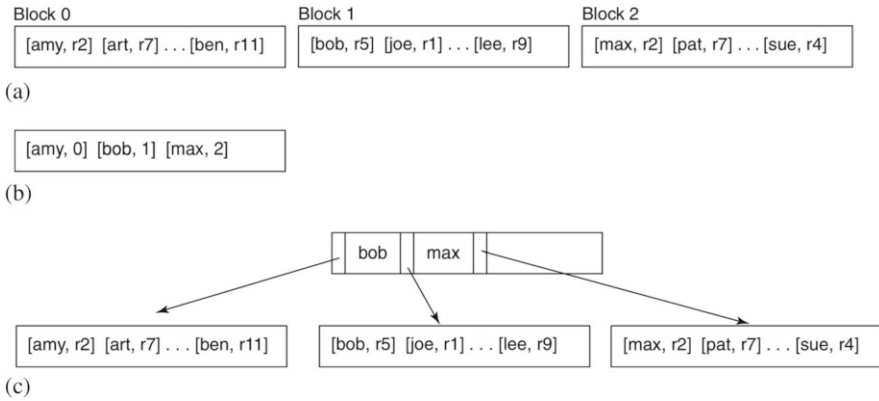 Block 0 Block 1 Block 2
[amy, r2] [art, r7] . . . [ben, r11] [bob, r5] [joe, r1] . . . [lee, r9] [max, r2] [pat, r7] . . . [sue, r4]
(a)
[amy, 0] [bob, 1] [max, 2]
(b)
bob max
[amy, r2] [art, r7] . . . [ben, r11] [bob, r5] [joe, r1] . . . [lee, r9] [max, r2] [pat, r7] . . . [sue, r4]
(c)